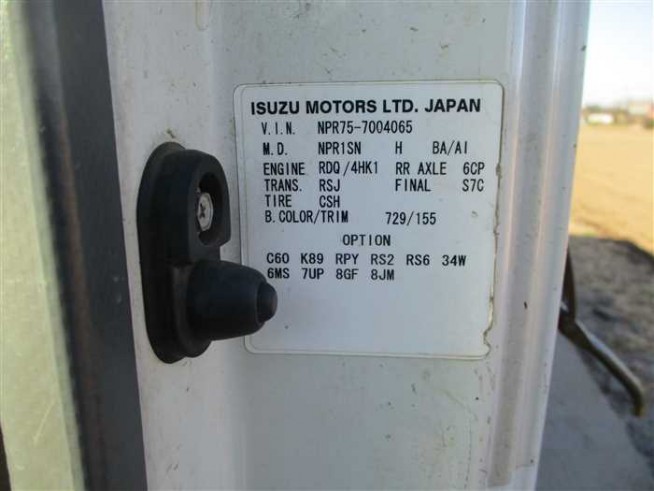 ISUZU MOTORS LTD. JAPAN
V.I.N. NPR75-7004065
M.D. NPR1SN H BA/AI
ENGINE RDQ/4HK1 RR AXLE 6CP
TRANS. RSJ FINAL S7C
TIRE CSH
B.COLOR/TRIM 729/155
OPTION
C60 K89 RPY RS2 RS6 34W
6MS 7UP 8GF 8JM